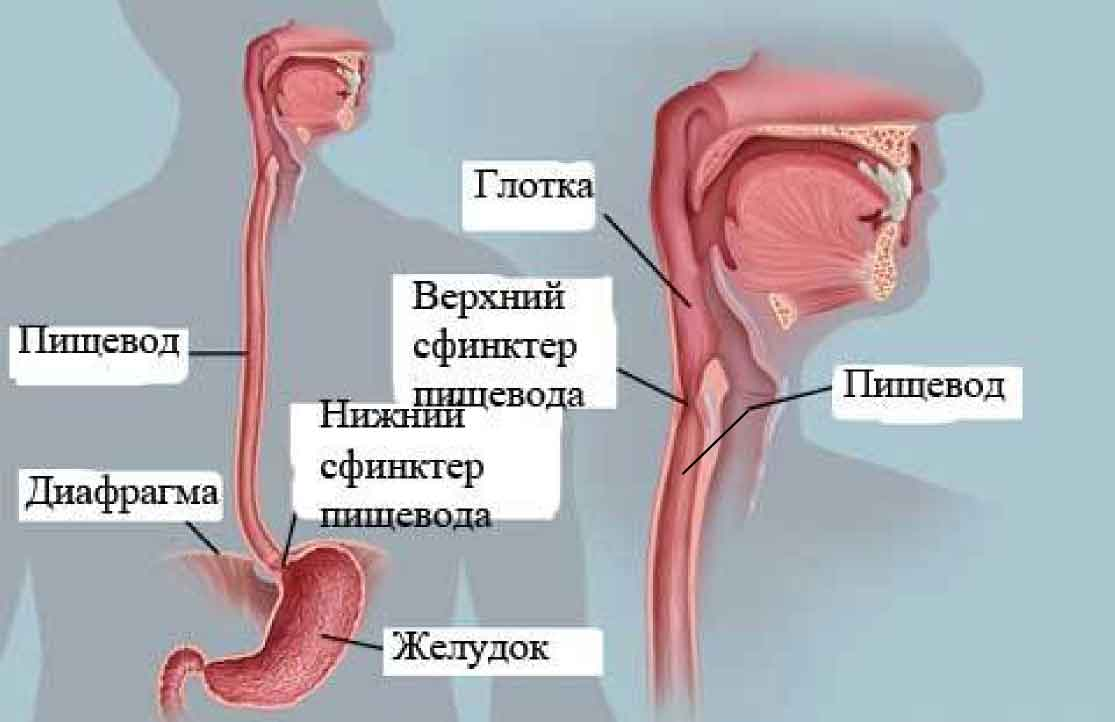 Глотка
Верхний
сфинктер
пищевода
Пищевод
Пищевод
Нижний
сфинктер
пищевода
Диафрагма
Желудок